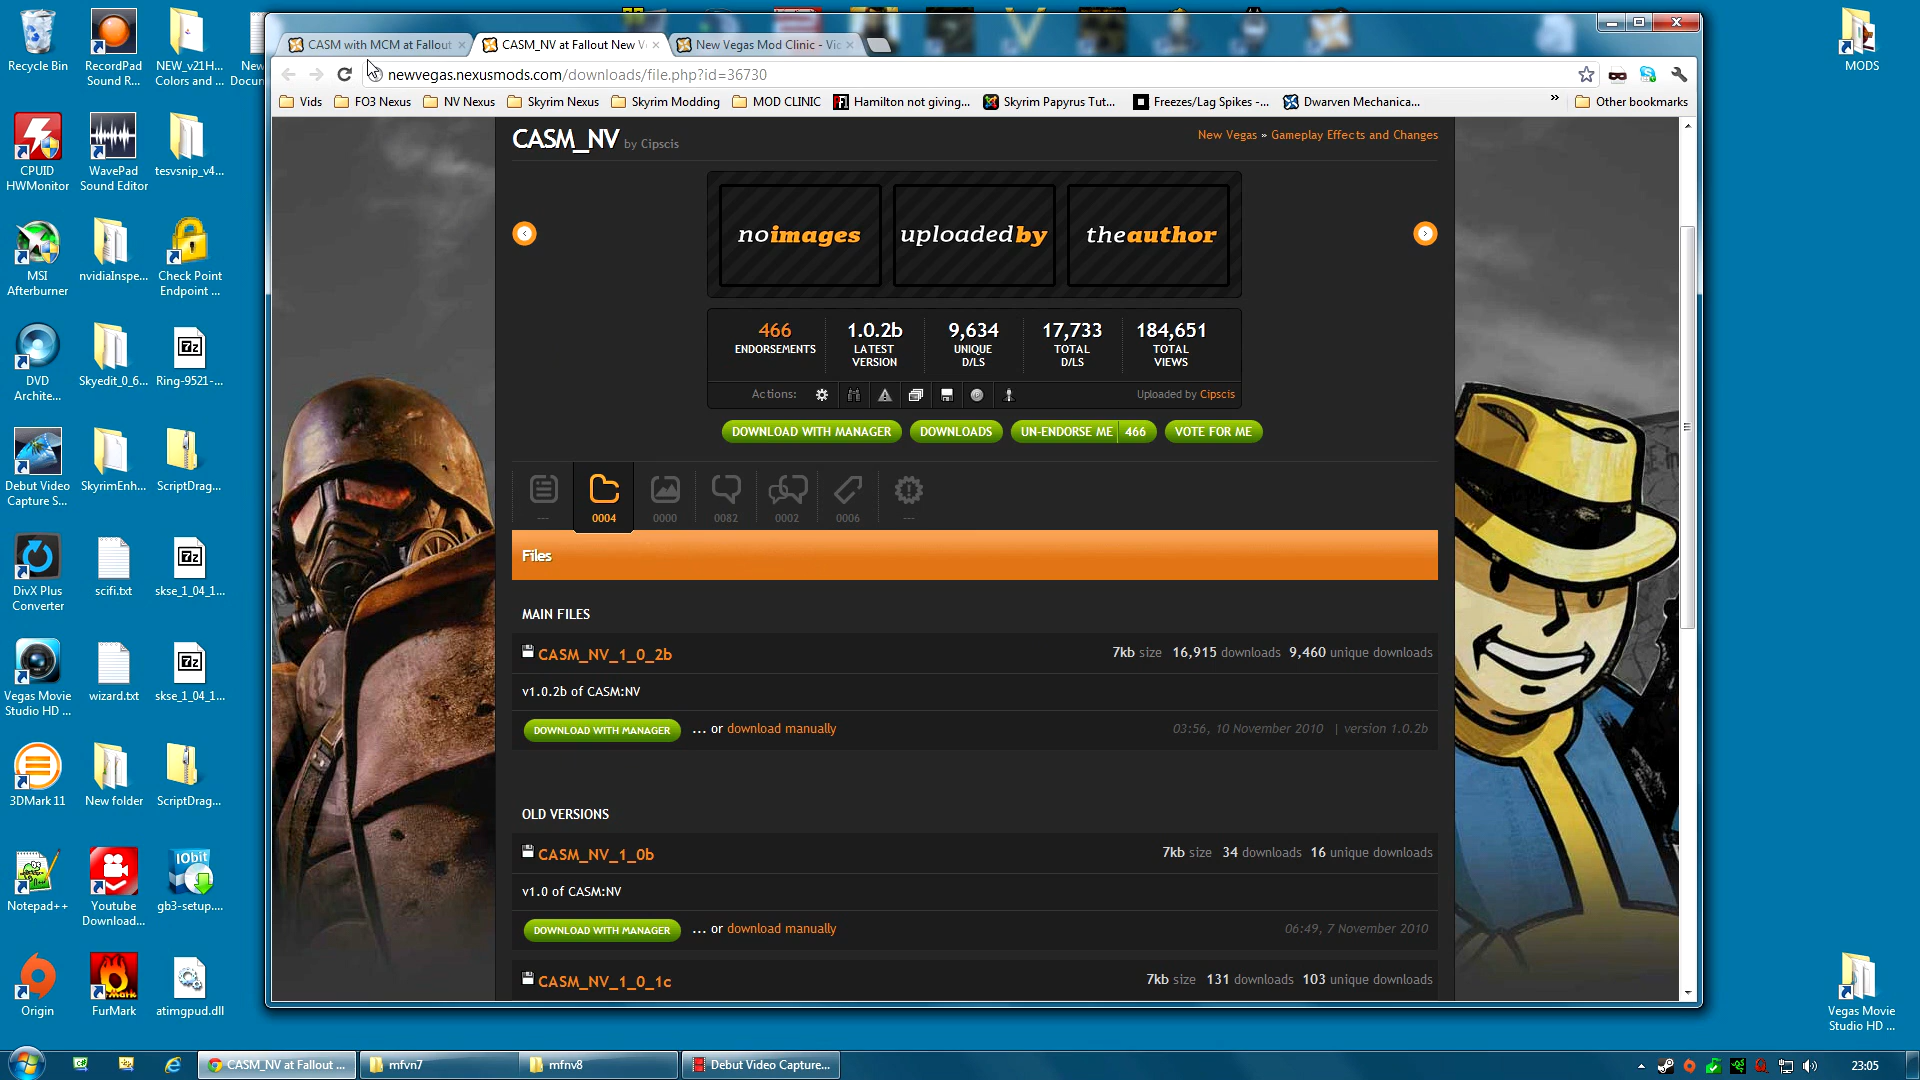 CASM with MCM at Fallout
CASM_NV at Fallout New V
New Vegas Mod Clinic - Vic
newvegas.nexusmods.com/downloads/file.php?id=36730
Vids
FO3 Nexus
NV Nexus
Skyrim Nexus
Skyrim Modding
MOD CLINIC
Hamilton not giving...
Skyrim Papyrus Tut...
Freezes/Lag Spikes -...
Dwarven Mechanica...
»
Other bookmarks
CASM_NV by Cipscis
New Vegas » Gameplay Effects and Changes
noimages
uploadedby
theauthor
466
ENDORSEMENTS
1.0.2b
LATEST
VERSION
9,634
UNIQUE
D/LS
17,733
TOTAL
D/LS
184,651
TOTAL
VIEWS
Actions:
Uploaded by Cipscis
DOWNLOAD WITH MANAGER
DOWNLOADS
UN-ENDORSE ME 466
VOTE FOR ME
---
0004
0000
0082
0002
0006
---
Files
MAIN FILES
CASM_NV_1_0_2b
7kb size 16,915 downloads 9,460 unique downloads
v1.0.2b of CASM:NV
DOWNLOAD WITH MANAGER ... or download manually
03:56, 10 November 2010 | version 1.0.2b
OLD VERSIONS
CASM_NV_1_0b
7kb size 34 downloads 16 unique downloads
v1.0 of CASM:NV
DOWNLOAD WITH MANAGER ... or download manually
06:49, 7 November 2010
CASM_NV_1_0_1c
7kb size 131 downloads 103 unique downloads
Recycle Bin
RecordPad
Sound R...
NEW_v21H...
Colors and ...
New
Docum
CPUID
HWMonitor
WavePad
Sound Editor
tesvsnip_v4...
MSI
Afterburner
nvidiaInspe...
Check Point
Endpoint ...
DVD
Archite...
Skyedit_0_6...
7z
Ring-9521-...
Debut Video
Capture S...
SkyrimEnh...
ScriptDrag...
DivX Plus
Converter
scifi.txt
7z
skse_1_04_1...
Vegas Movie
Studio HD ...
wizard.txt
7z
skse_1_04_1...
3DMark 11
New folder
ScriptDrag...
Notepad++
Youtube
Download...
IObit
gb3-setup....
Origin
FurMark
atimgpud.dll
MODS
Vegas Movie
Studio HD ...
CASM_NV at Fallout ...
mfvn7
mfnv8
Debut Video Capture...
23:05